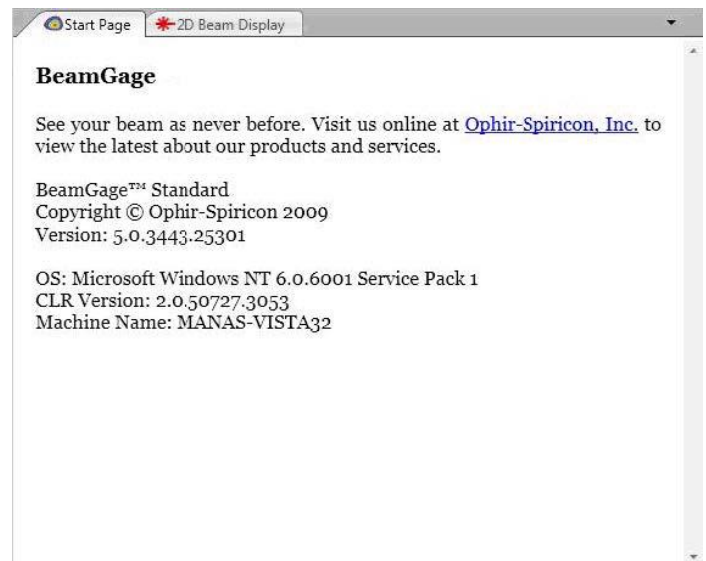 Start Page 2D Beam Display
BeamGage
See your beam as never before. Visit us online at Ophir-Spiricon, Inc. to
view the latest about our products and services.
BeamGage™ Standard
Copyright © Ophir-Spiricon 2009
Version: 5.0.3443.25301
OS: Microsoft Windows NT 6.0.6001 Service Pack 1
CLR Version: 2.0.50727.3053
Machine Name: MANAS-VISTA32